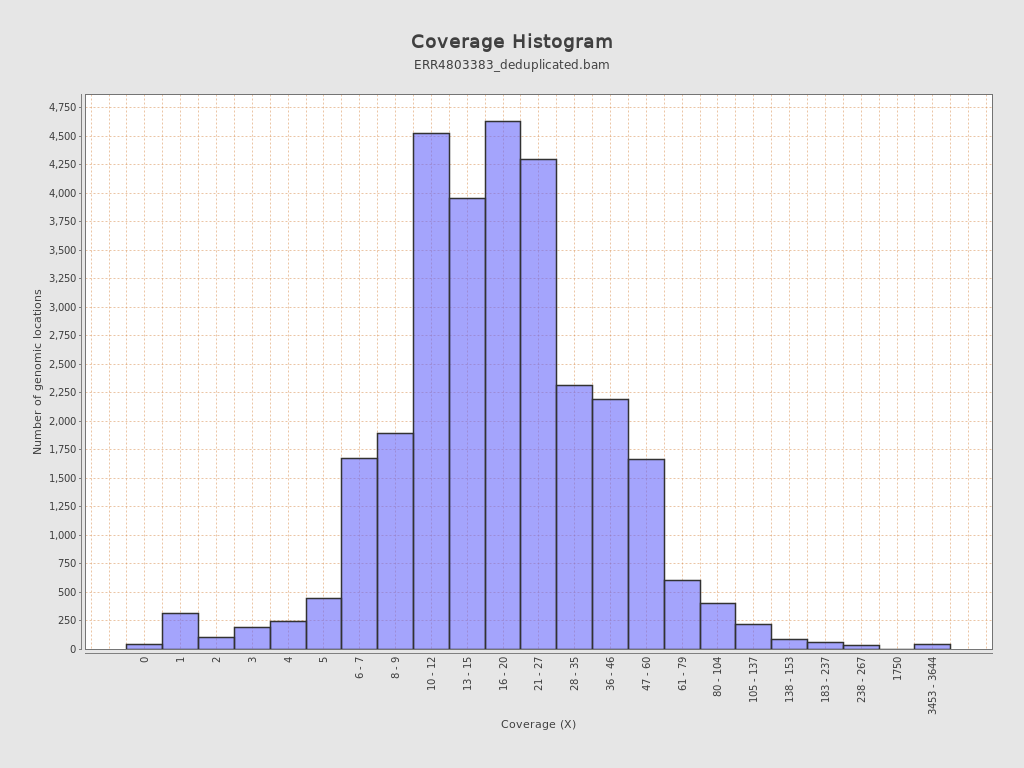 Coverage Histogram
ERR4803383_deduplicated.bam
Number of genomic locations
4,750
4,500
4,250
4,000
3,750
3,500
3,250
3,000
2,750
2,500
2,250
2,000
1,750
1,500
1,250
1,000
750
500
250
0
0
1
2
3
4
5
6 - 7
8 - 9
10 - 12
13 - 15
16 - 20
21 - 27
28 - 35
36 - 46
47 - 60
61 - 79
80 - 104
105 - 137
138 - 153
183 - 237
238 - 267
1750
3453 - 3644
Coverage (X)